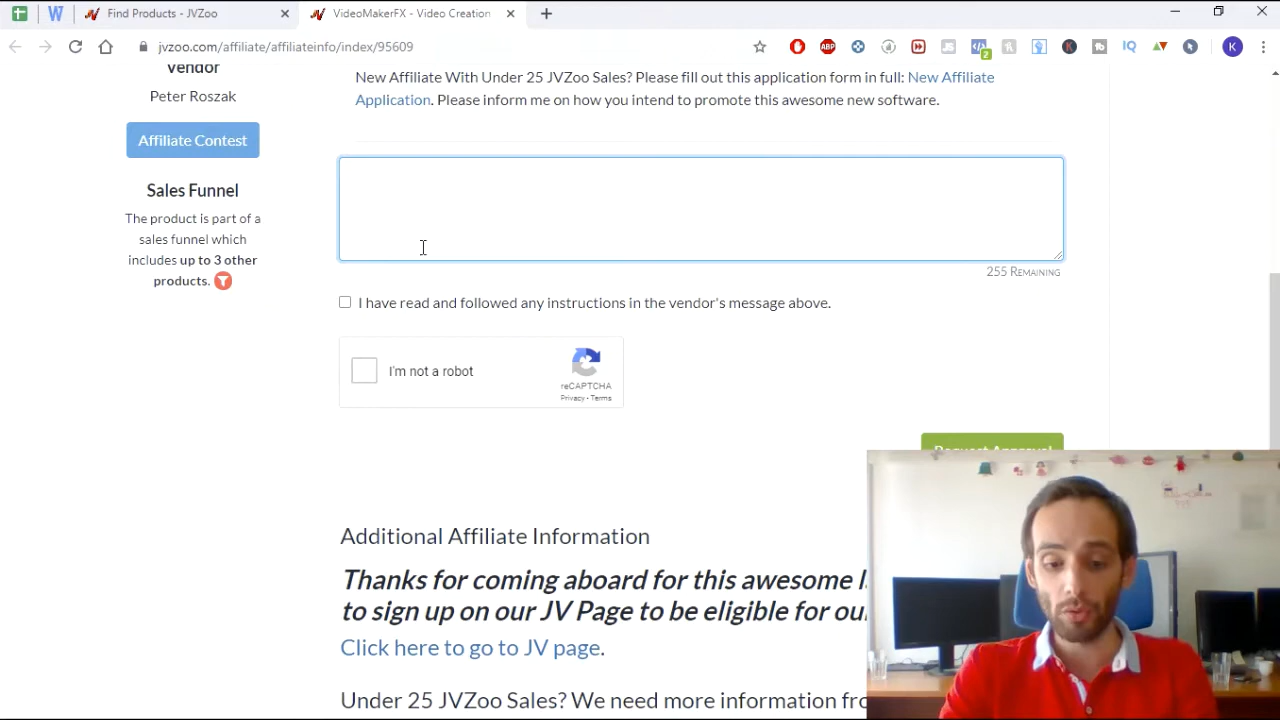 Find Products - JVZoo
VideoMakerFX - Video Creation
jvzoo.com/affiliate/affiliateinfo/index/95609
ABP
2
IQ
K
Vendor
Peter Roszak
Affiliate Contest
Sales Funnel
The product is part of a
sales funnel which
includes up to 3 other
products.
New Affiliate With Under 25 JVZoo Sales? Please fill out this application form in full: New Affiliate
Application. Please inform me on how you intend to promote this awesome new software.
255 REMAINING
I have read and followed any instructions in the vendor's message above.
I'm not a robot
reCAPTCHA
Privacy - Terms
Request Approval
Additional Affiliate Information
Thanks for coming aboard for this awesome
to sign up on our JV Page to be eligible for
Click here to go to JV page.
Under 25 JVZoo Sales? We need more information